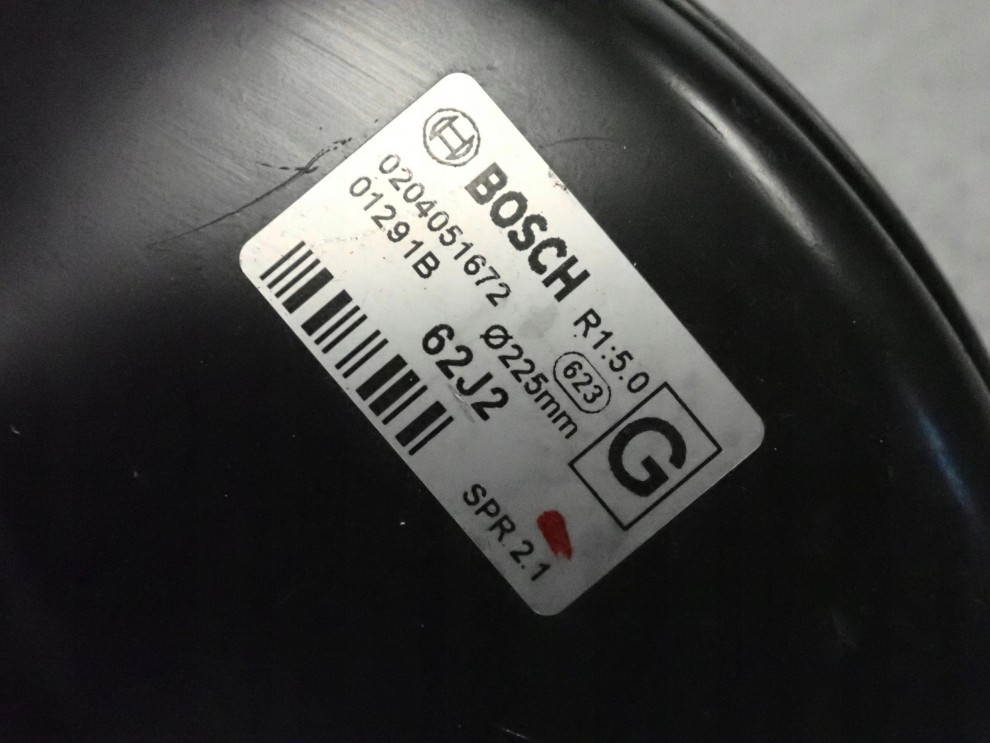 BOSCH R1:5.0
0204051672 Ø225mm 623
01291B
62J2
G
SPR. 2.1